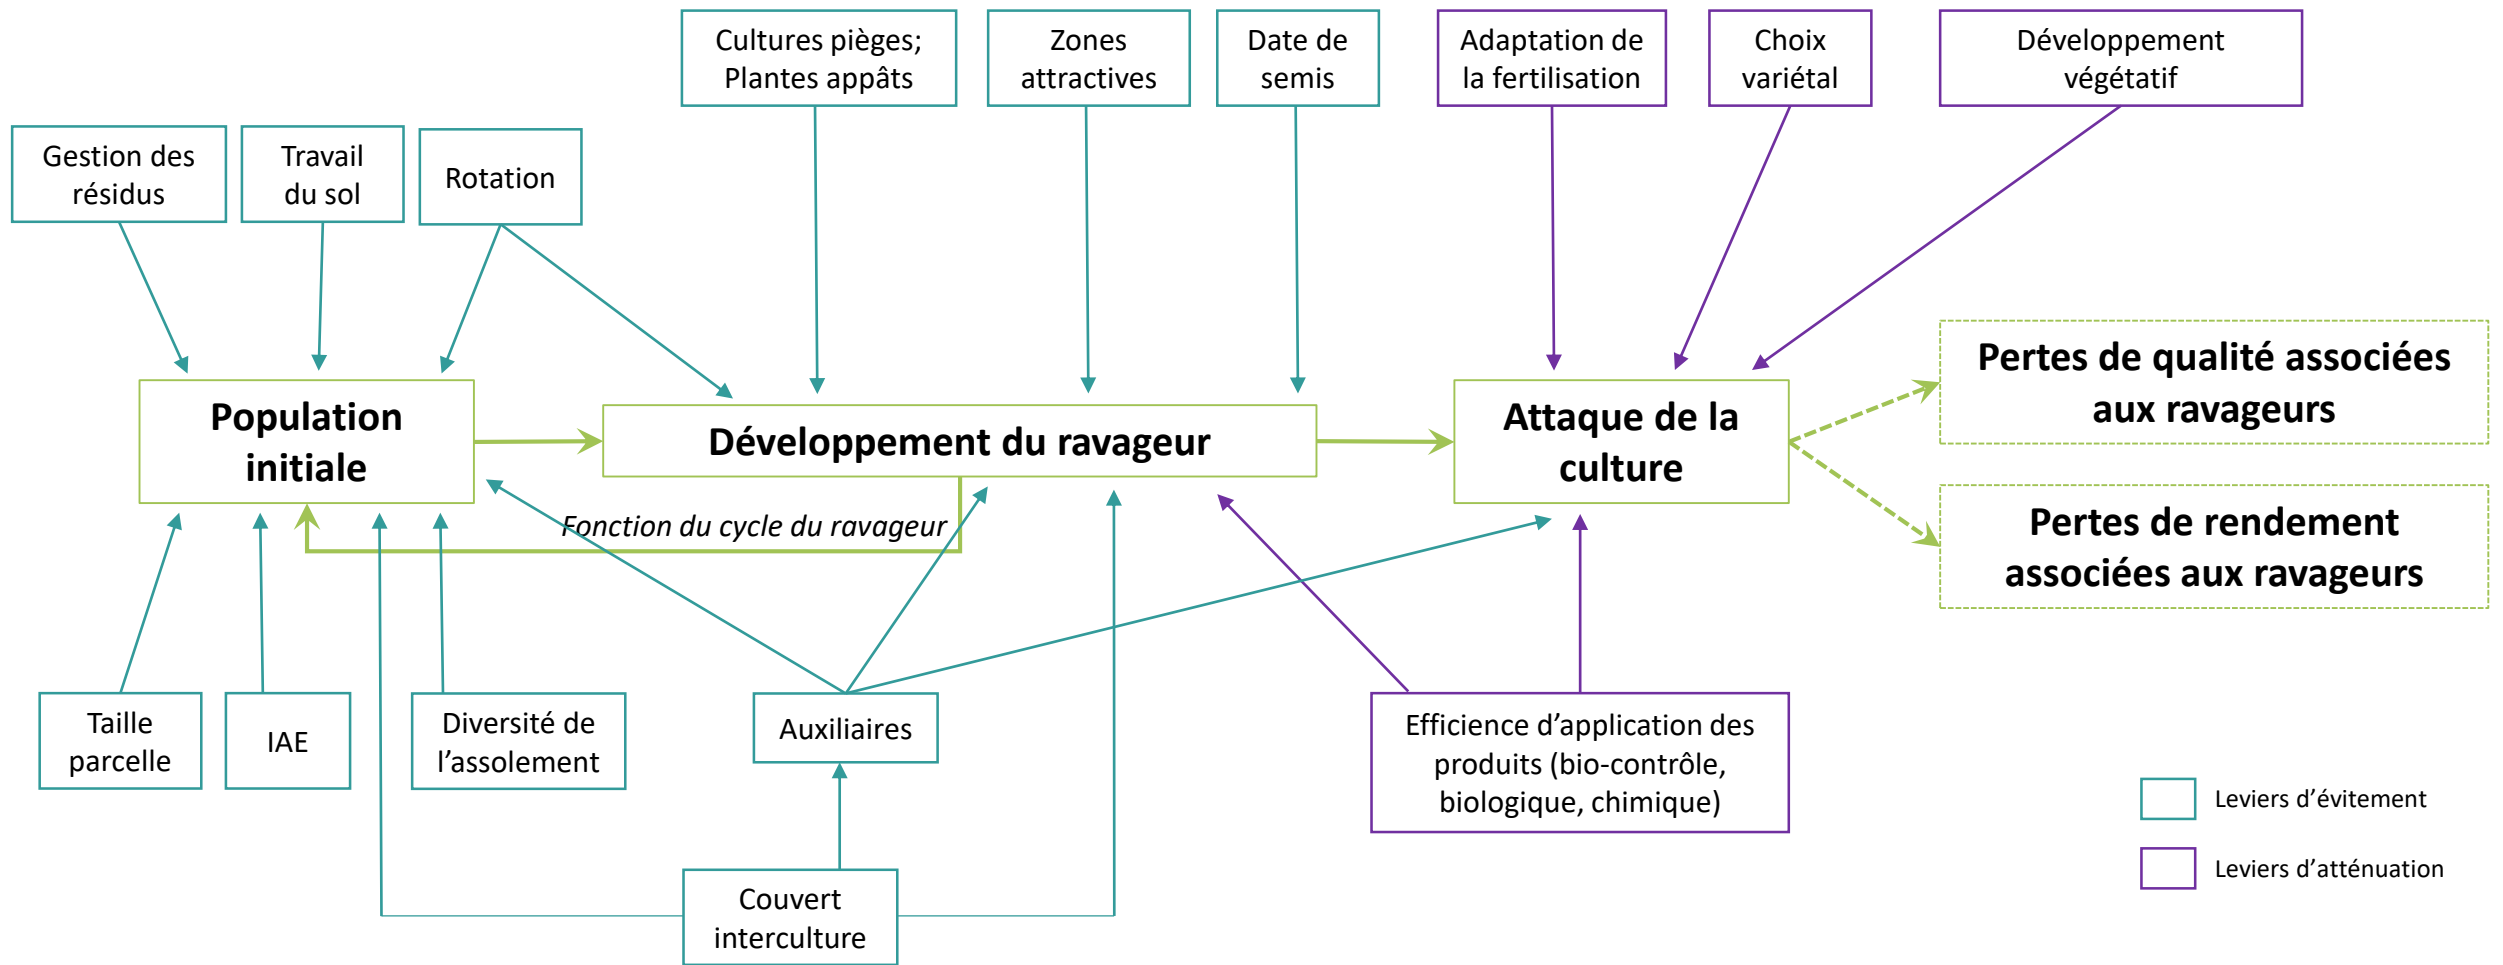 Cultures pièges;
Plantes appâts
Zones
attractives
Date de
semis
Adaptation de
la fertilisation
Choix
variétal
Développement
végétatif
Gestion des
résidus
Travail
du sol
Rotation
Population
initiale
Développement du ravageur
Attaque de la
culture
Pertes de qualité associées
aux ravageurs
Pertes de rendement
associées aux ravageurs
Fonction du cycle du ravageur
Taille
parcelle
IAE
Diversité de
l’assolement
Auxiliaires
Efficience d’application des
produits (bio-contrôle,
biologique, chimique)
Couvert
interculture
Leviers d’évitement
Leviers d’atténuation